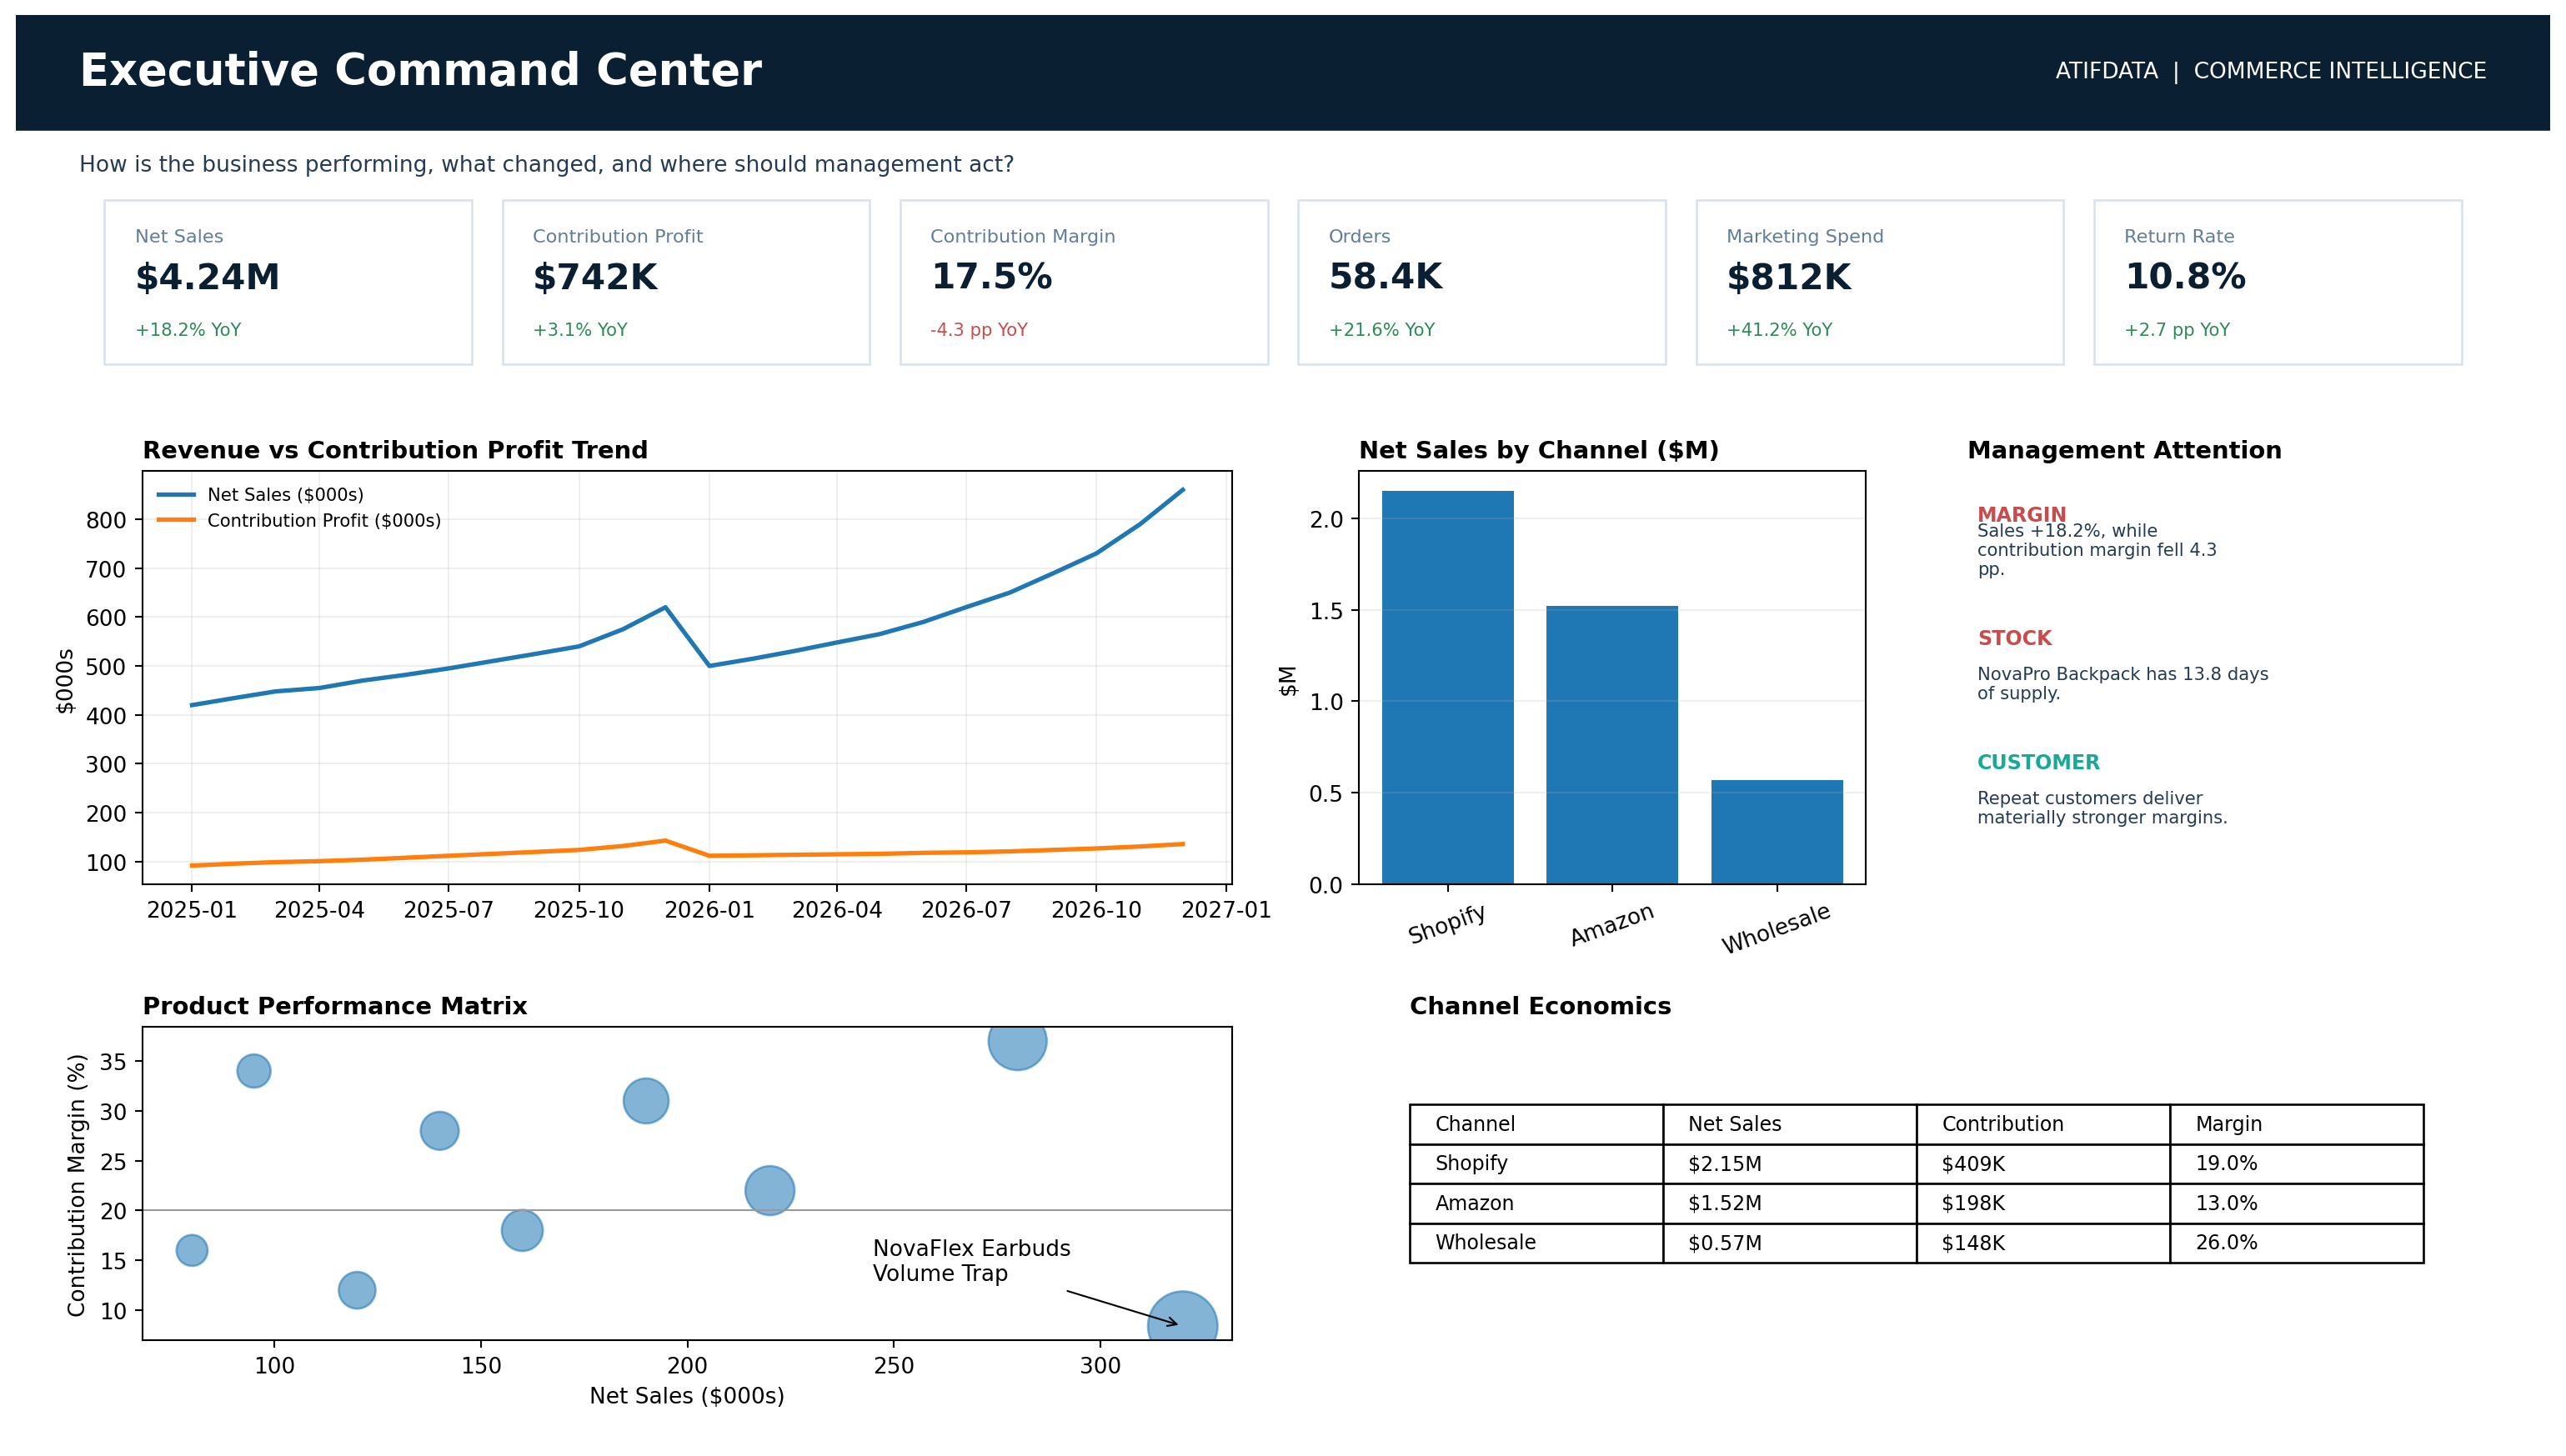 Executive Command Center
ATIFDATA | COMMERCE INTELLIGENCE
How is the business performing, what changed, and where should management act?
Net Sales
$4.24M
+18.2% YoY
Contribution Profit
$742K
+3.1% YoY
Contribution Margin
17.5%
-4.3 pp YoY
Orders
58.4K
+21.6% YoY
Marketing Spend
$812K
+41.2% YoY
Return Rate
10.8%
+2.7 pp YoY
Revenue vs Contribution Profit Trend
Net Sales ($000s)
Contribution Profit ($000s)
$000s
800
700
600
500
400
300
200
100
2025-01 2025-04 2025-07 2025-10 2026-01 2026-04 2026-07 2026-10 2027-01
Net Sales by Channel ($M)
$M
2.0
1.5
1.0
0.5
0.0
Shopify Amazon Wholesale
Management Attention
MARGIN
Sales +18.2%, while
contribution margin fell 4.3
pp.
STOCK
NovaPro Backpack has 13.8 days
of supply.
CUSTOMER
Repeat customers deliver
materially stronger margins.
Product Performance Matrix
Contribution Margin (%)
35
30
25
20
15
10
NovaFlex Earbuds
Volume Trap
100 150 200 250 300
Net Sales ($000s)
Channel Economics
Channel Net Sales Contribution Margin
Shopify $2.15M $409K 19.0%
Amazon $1.52M $198K 13.0%
Wholesale $0.57M $148K 26.0%